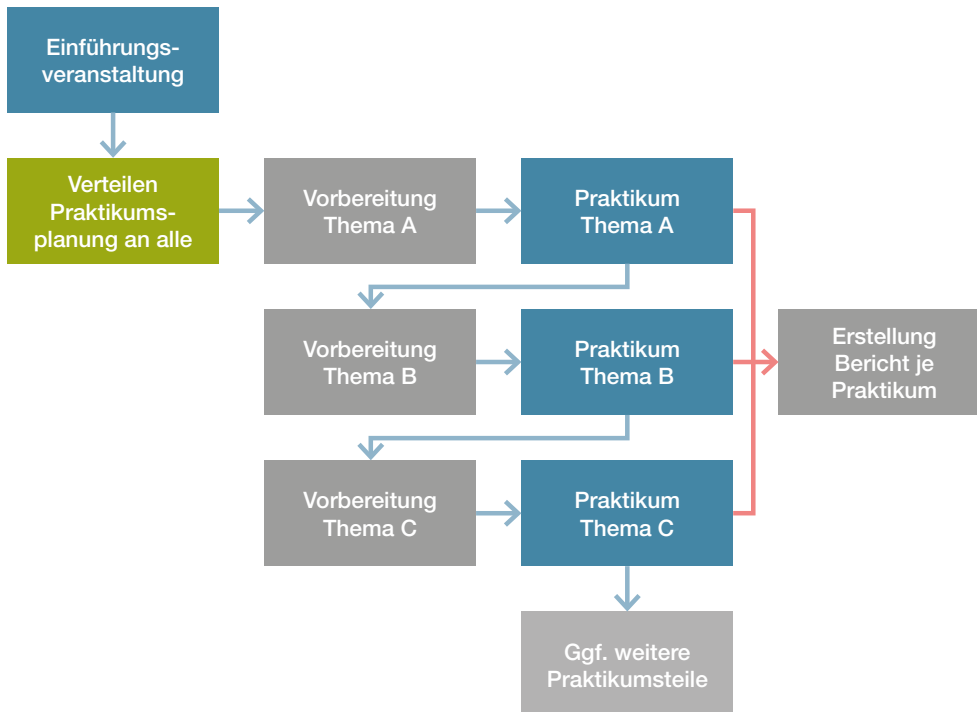 Einführungs-
veranstaltung
Verteilen
Praktikums-
planung an alle
Vorbereitung
Thema A
Praktikum
Thema A
Vorbereitung
Thema B
Praktikum
Thema B
Erstellung
Bericht je
Praktikum
Vorbereitung
Thema C
Praktikum
Thema C
Ggf. weitere
Praktikumsteile